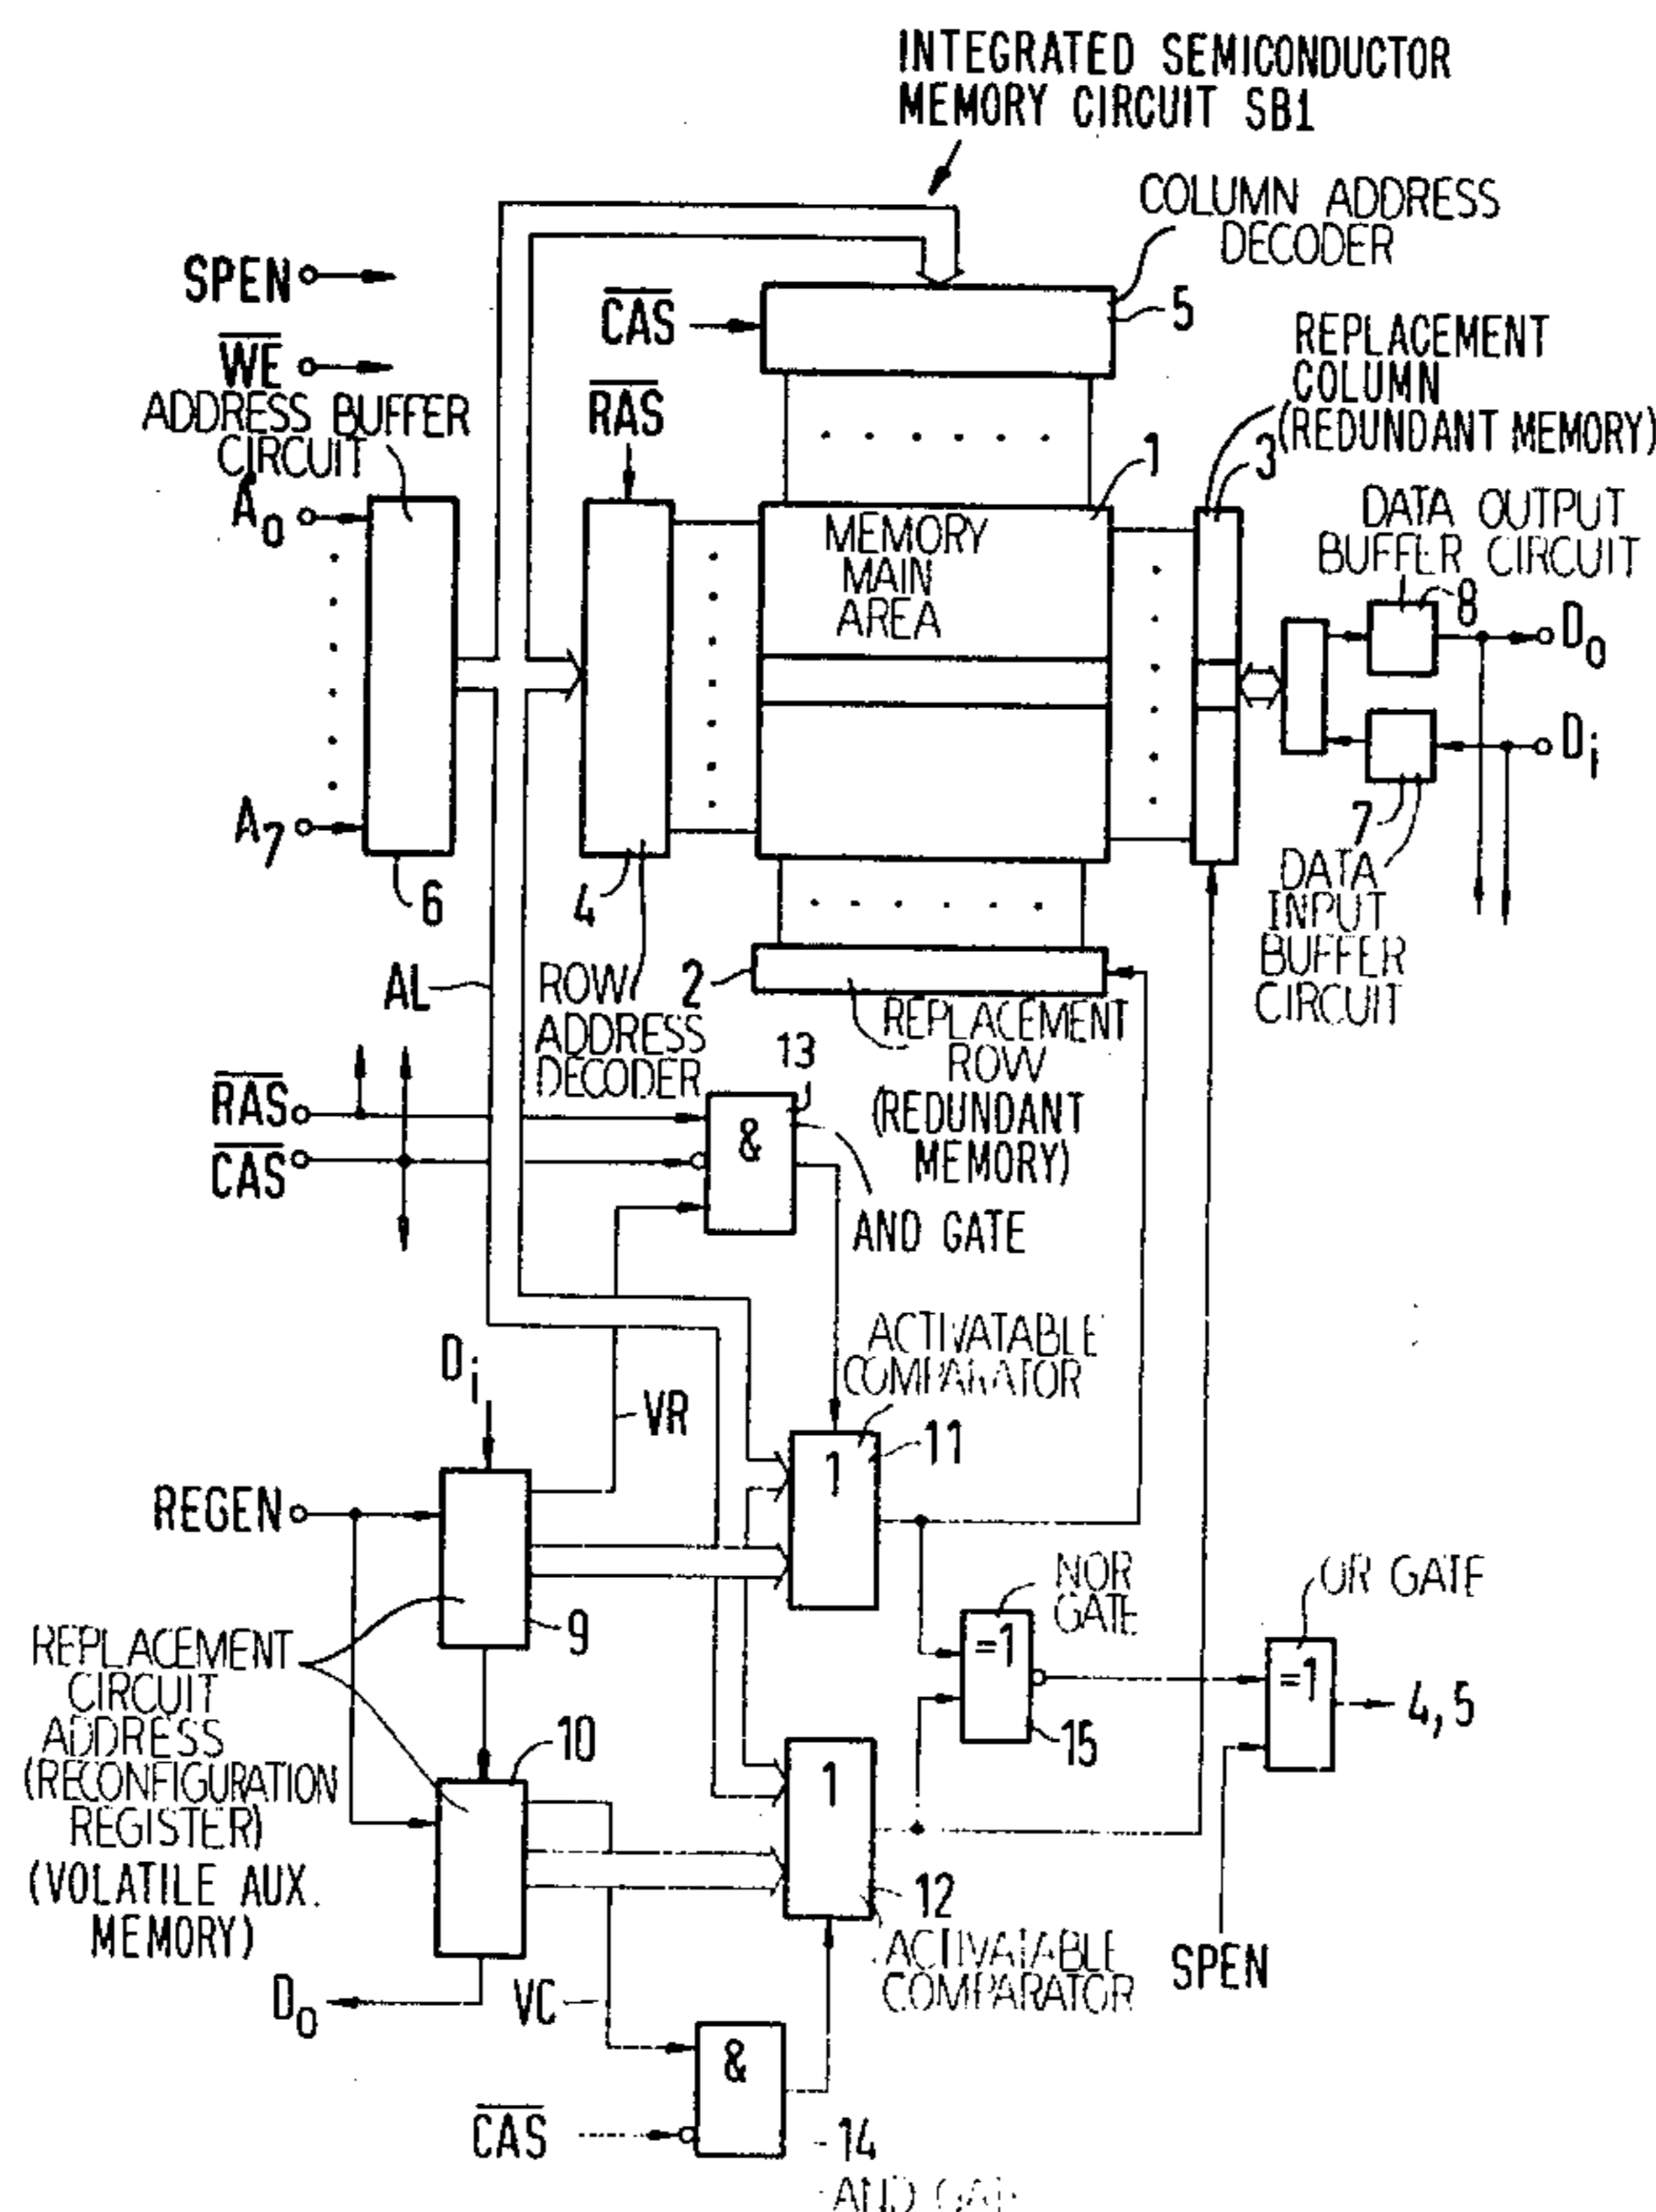 INTEGRATED SEMICONDUCTOR
MEMORY CIRCUIT SB1
COLUMN ADDRESS
DECODER
SPEN
CAS
5
WE
REPLACEMENT
COLUMN
(REDUNDANT MEMORY)
ADDRESS BUFFER
CIRCUIT
RAS
1
3
A0
MEMORY
MAIN
AREA
DATA OUTPUT
BUFFER CIRCUIT
8
D0
Di
A7
7
6
4
DATA
INPUT
BUFFER
CIRCUIT
AL
ROW
ADDRESS
DECODER
2
REPLACEMENT
ROW
(REDUNDANT
MEMORY)
13
RAS
CAS
&
AND GATE
Di
ACTIVATABLE
COMPARATOR
VR
11
1
REGEN
9
NOR
GATE
OR GATE
=1
=1
4,5
15
REPLACEMENT
CIRCUIT
ADDRESS
(RECONFIGURATION
REGISTER)
(VOLATILE AUX.
MEMORY)
10
1
12
ACTIVATABLE
COMPARATOR
SPEN
D0
VC
&
CAS
14
AND